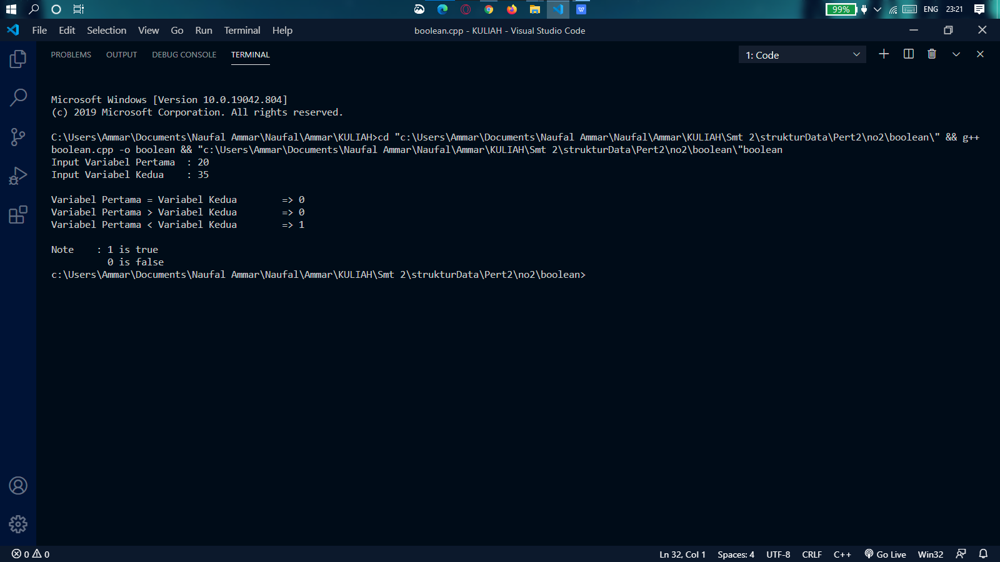 99% ENG 23:21
File Edit Selection View Go Run Terminal Help boolean.cpp - KULIAH - Visual Studio Code
PROBLEMS OUTPUT DEBUG CONSOLE TERMINAL 1: Code
Microsoft Windows [Version 10.0.19042.804]
(c) 2019 Microsoft Corporation. All rights reserved.
C:\Users\Ammar\Documents\Naufal Ammar\Naufal\Ammar\KULIAH>cd "c:\Users\Ammar\Documents\Naufal Ammar\Naufal\Ammar\KULIAH\Smt 2\strukturData\Pert2\no2\boolean\" && g++
boolean.cpp -o boolean && "c:\Users\Ammar\Documents\Naufal Ammar\Naufal\Ammar\KULIAH\Smt 2\strukturData\Pert2\no2\boolean\"boolean
Input Variabel Pertama  : 20
Input Variabel Kedua    : 35
Variabel Pertama = Variabel Kedua        => 0
Variabel Pertama > Variabel Kedua        => 0
Variabel Pertama < Variabel Kedua        => 1
Note    : 1 is true
0 is false
c:\Users\Ammar\Documents\Naufal Ammar\Naufal\Ammar\KULIAH\Smt 2\strukturData\Pert2\no2\boolean>
0 0 Ln 32, Col 1 Spaces: 4 UTF-8 CRLF C++ Go Live Win32